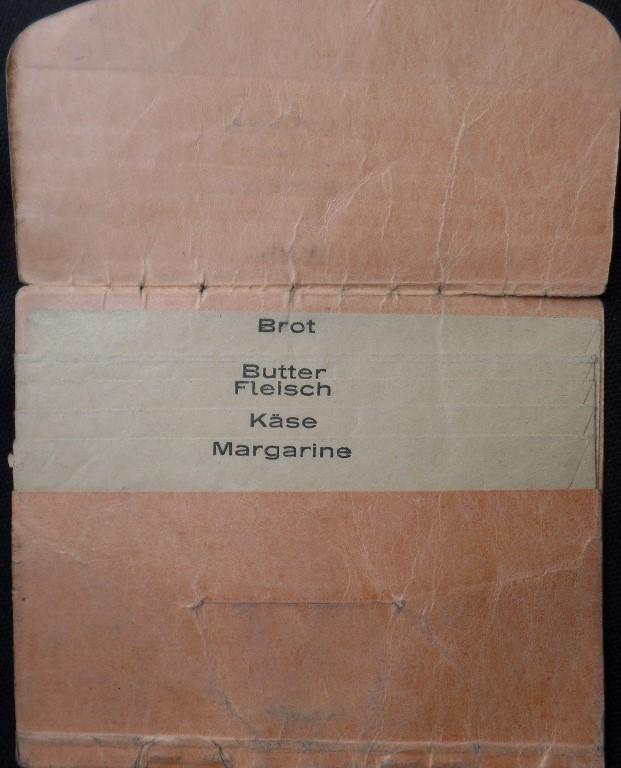 Brot
Butter
Fleisch
Käse
Margarine